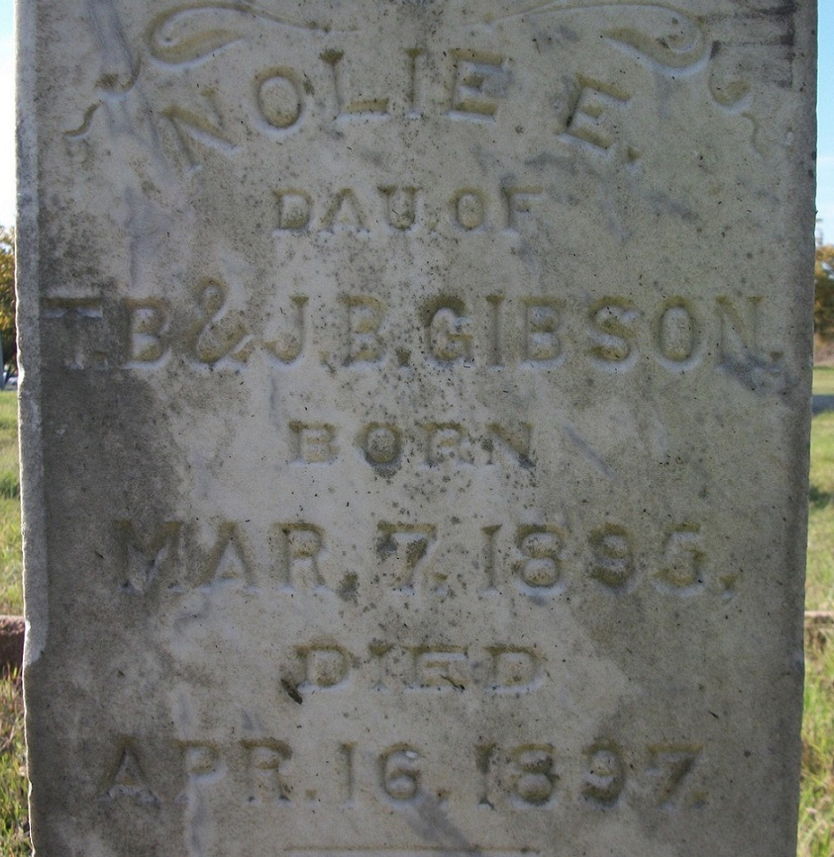 NOLIE E.
DAU. OF
T.B & J.B. GIBSON.
BORN
MAR. 7. 1895.
DIED
APR. 16. 1897.